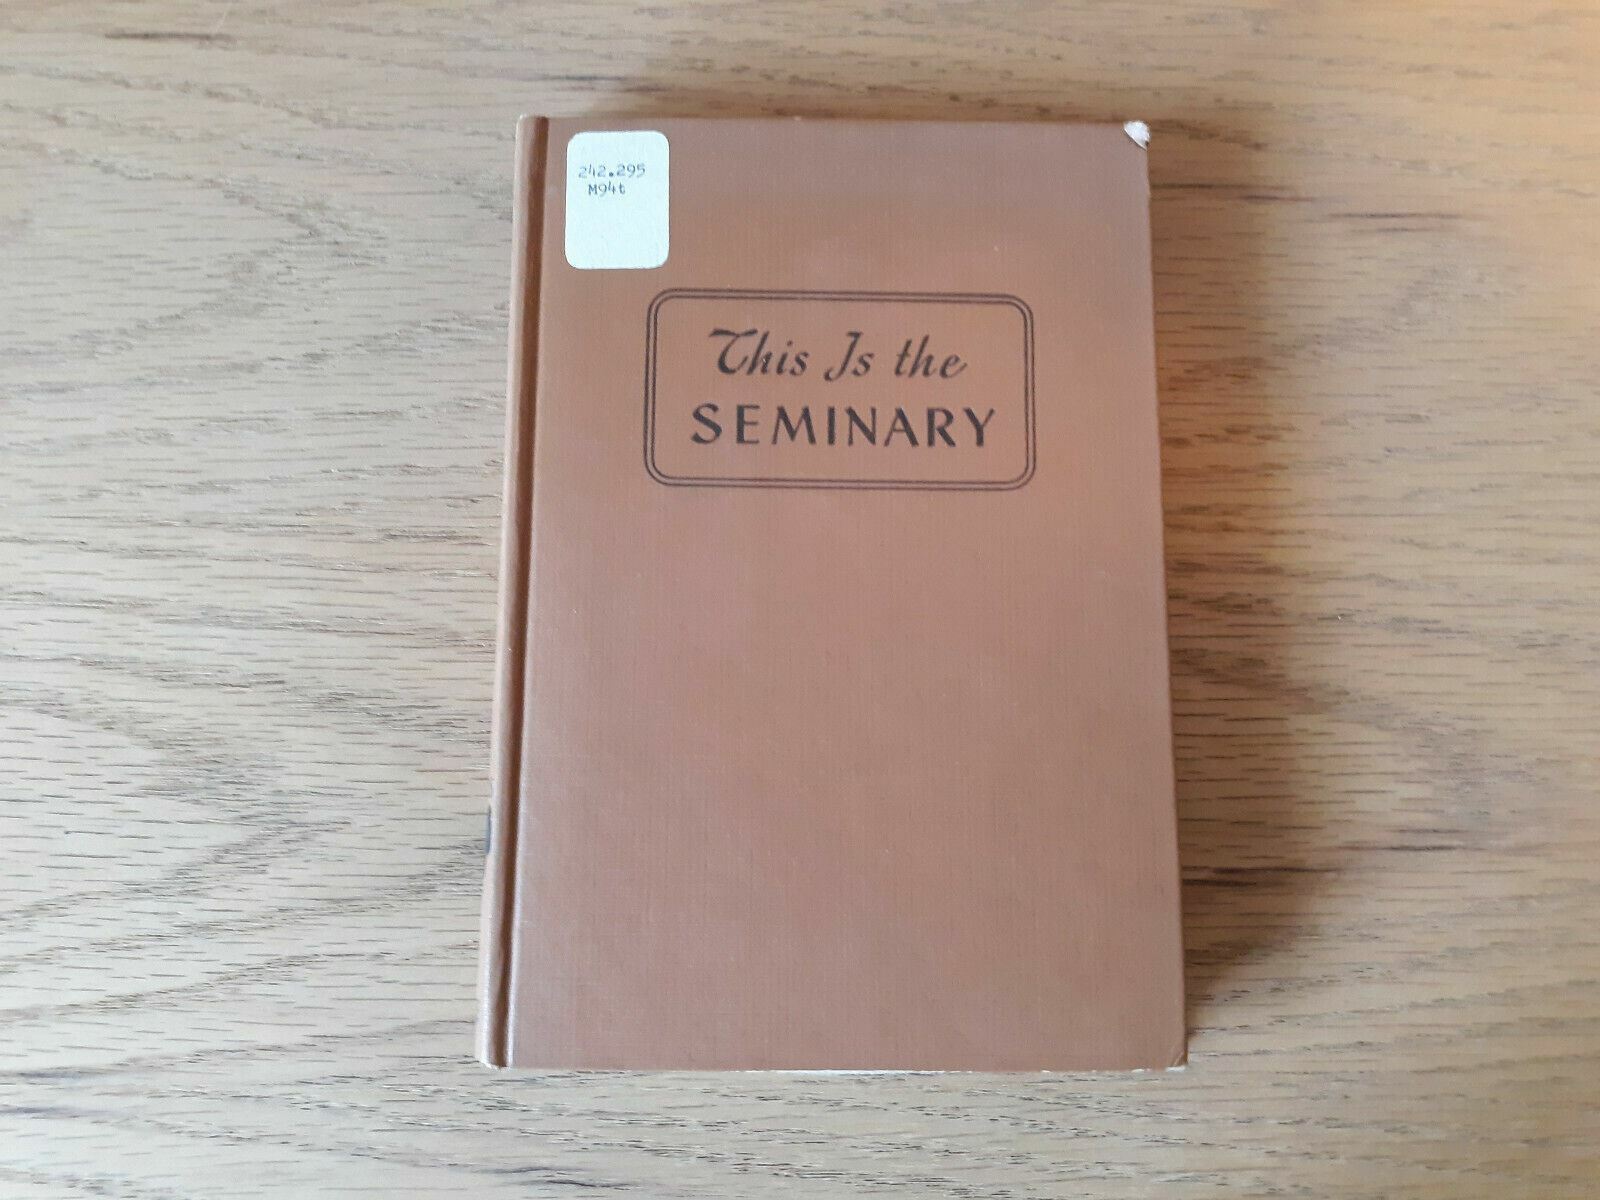 242.295
M94t
This Is the
SEMINARY